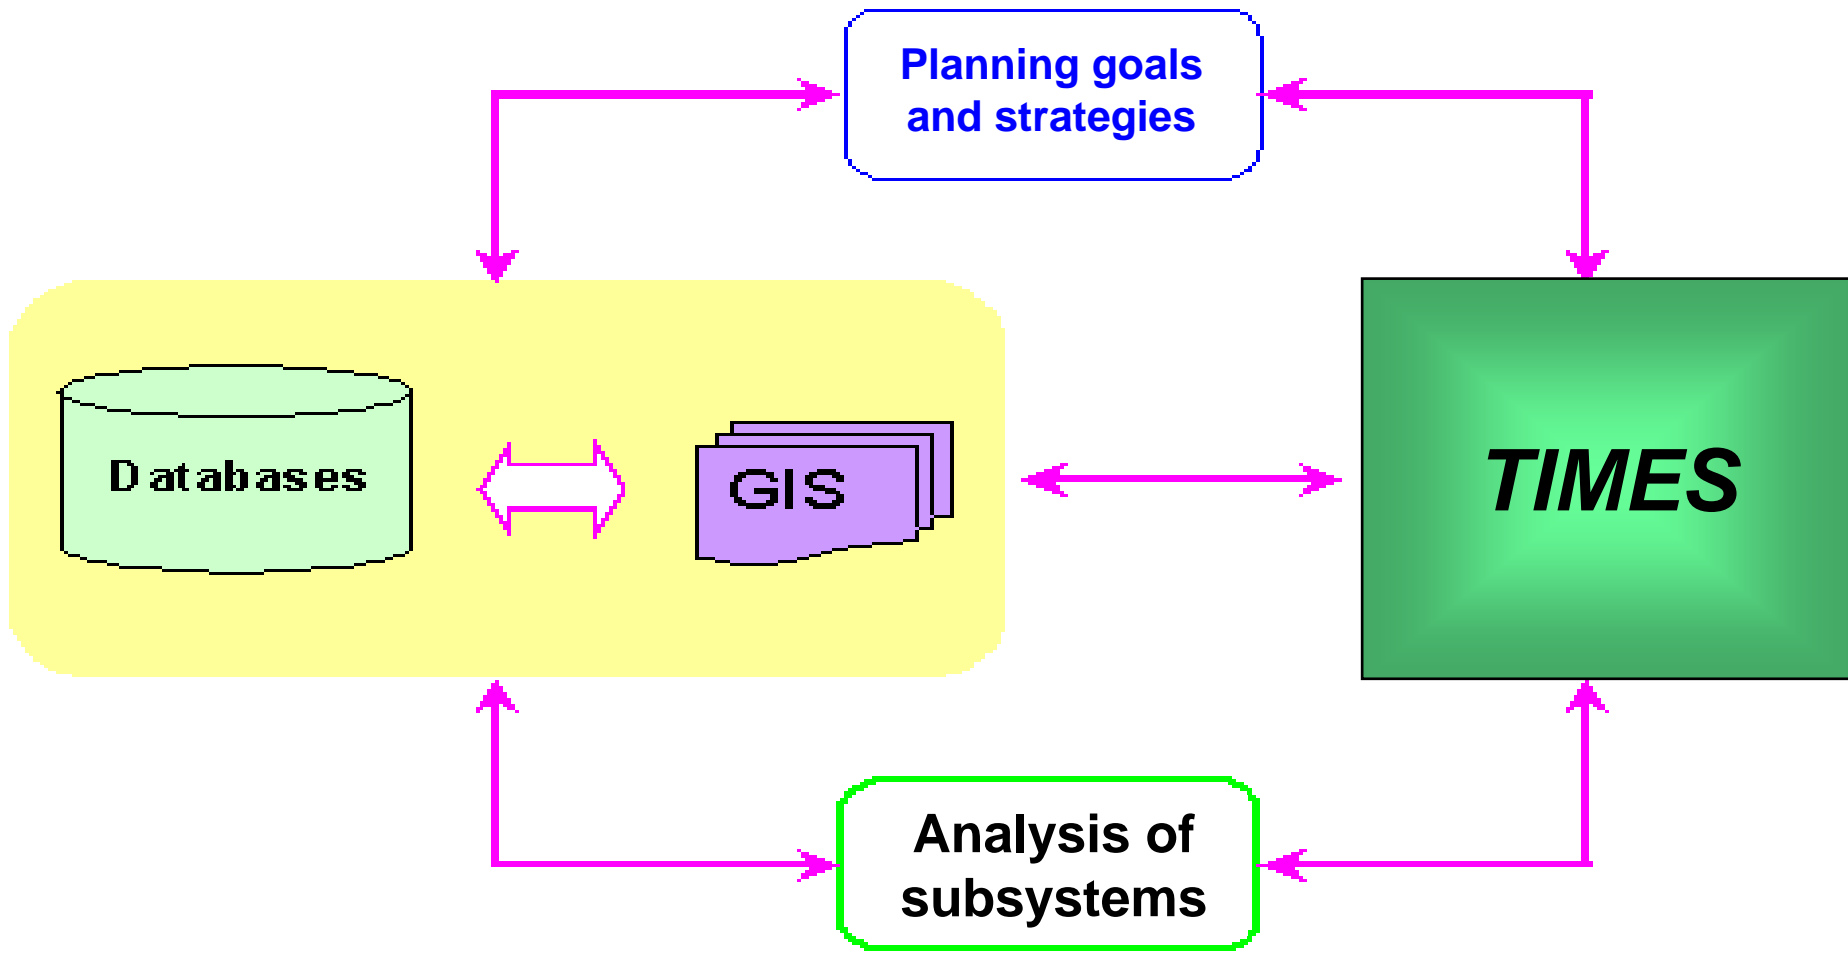 Planning goals
and strategies
Databases
GIS
TIMES
Analysis of
subsystems